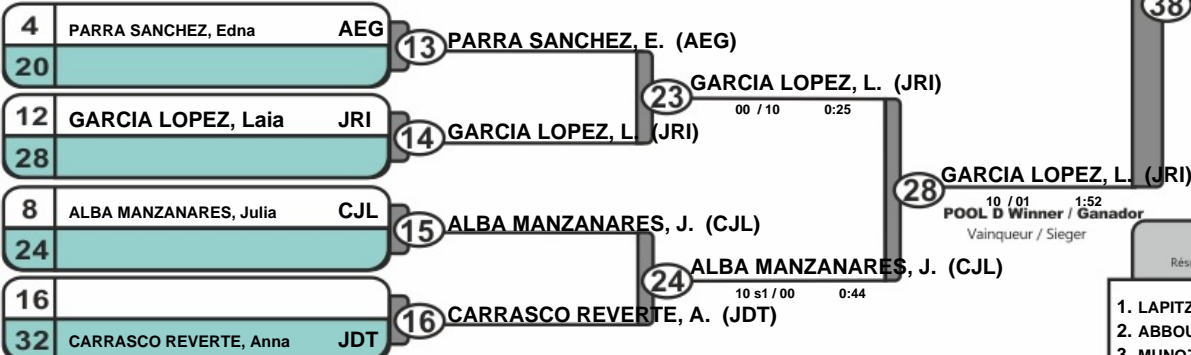 38
4 PARRA SANCHEZ, Edna AEG
20
13 PARRA SANCHEZ, E. (AEG)
23 GARCIA LOPEZ, L. (JRI)
00 / 10 0:25
12 GARCIA LOPEZ, Laia JRI
28
14 GARCIA LOPEZ, L. (JRI)
28 GARCIA LOPEZ, L. (JRI)
10 / 01 1:52
POOL D Winner / Ganador
Vainqueur / Sieger
8 ALBA MANZANARES, Julia CJL
24
15 ALBA MANZANARES, J. (CJL)
24 ALBA MANZANARES, J. (CJL)
10 s1 / 00 0:44
16
32 CARRASCO REVERTE, Anna JDT
16 CARRASCO REVERTE, A. (JDT)
1. LAPITZ
2. ABBOU